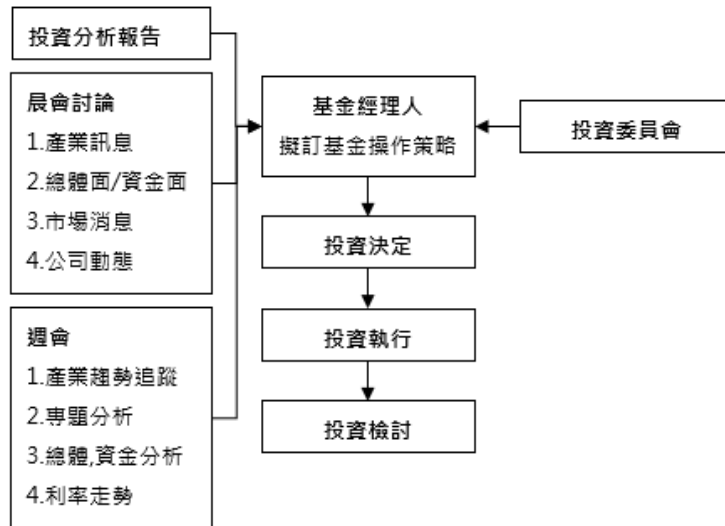 投資分析報告
晨會討論
1.產業訊息
2.總體面/資金面
3.市場消息
4.公司動態
週會
1.產業趨勢追蹤
2.專題分析
3.總體,資金分析
4.利率走勢
基金經理人
擬訂基金操作策略
投資決定
投資執行
投資檢討
投資委員會